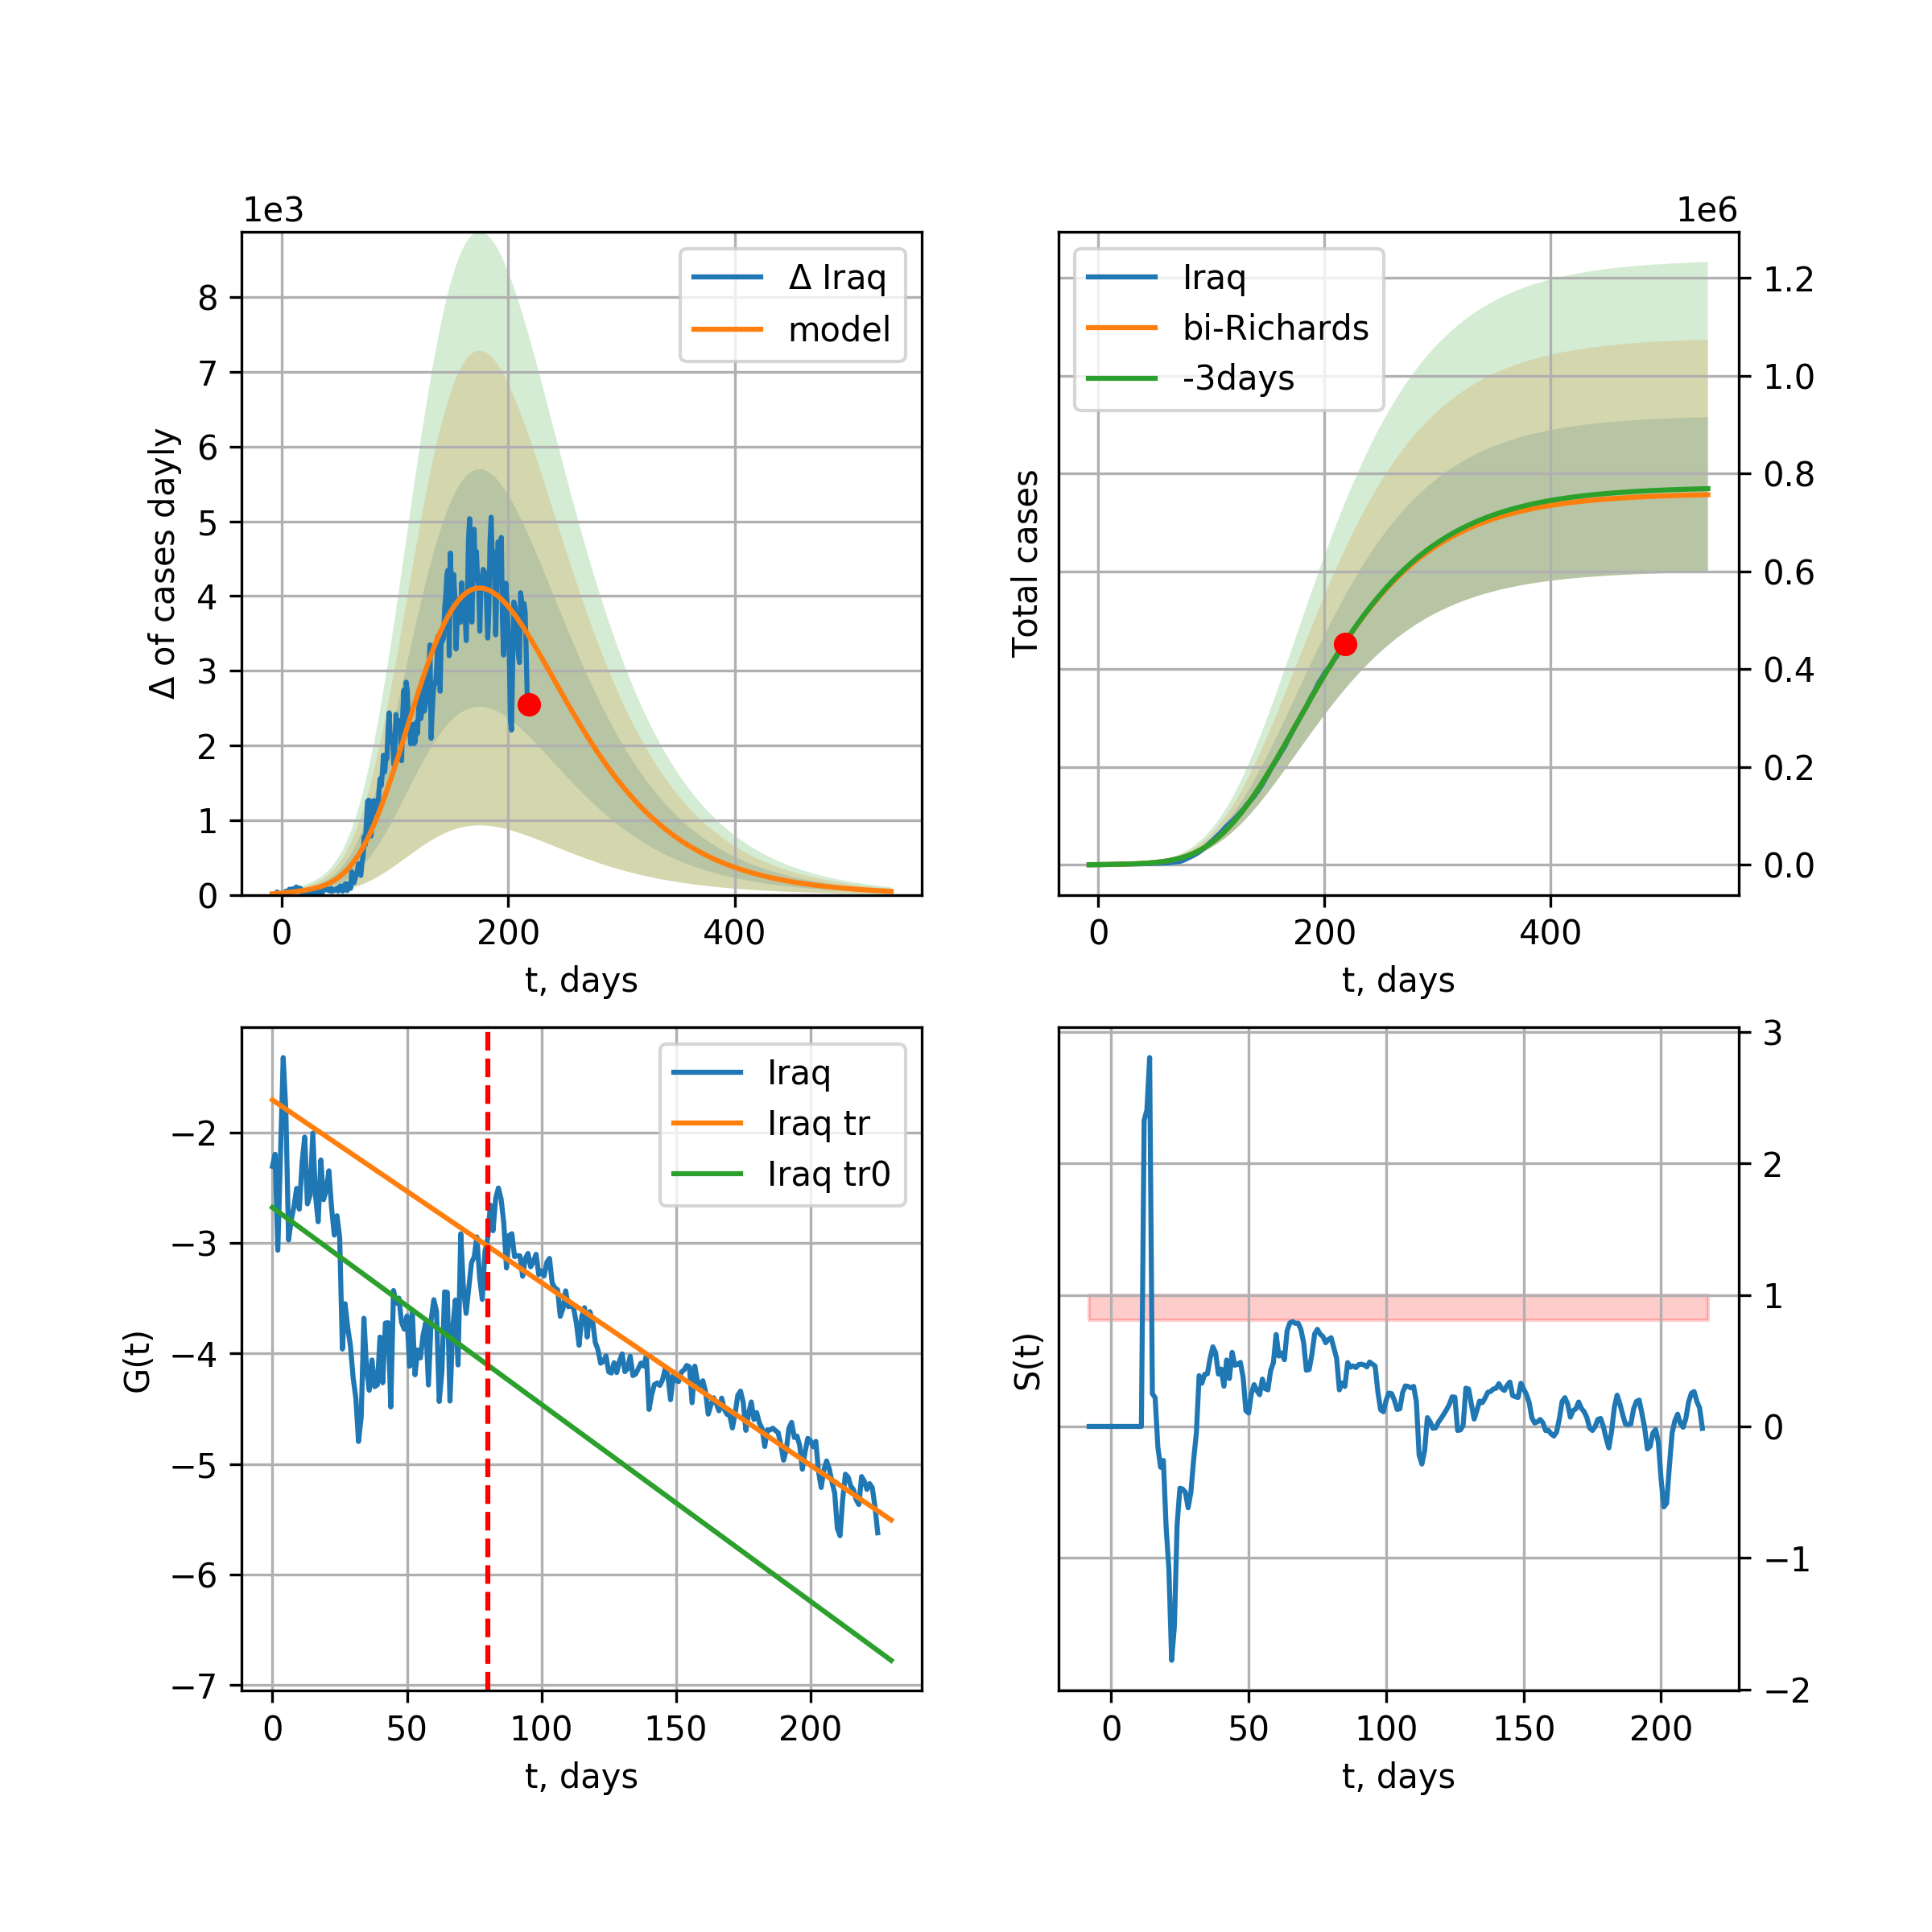 1e3
Δ of cases dayly
8
7
6
5
4
3
2
1
0
Δ Iraq
model
0 200 400
t, days
1e6
Total cases
Iraq
bi-Richards
-3days
1.2
1.0
0.8
0.6
0.4
0.2
0.0
0 200 400
t, days
G(t)
−2
−3
−4
−5
−6
−7
Iraq
Iraq tr
Iraq tr0
0 50 100 150 200
t, days
S(t)
3
2
1
0
−1
−2
0 50 100 150 200
t, days